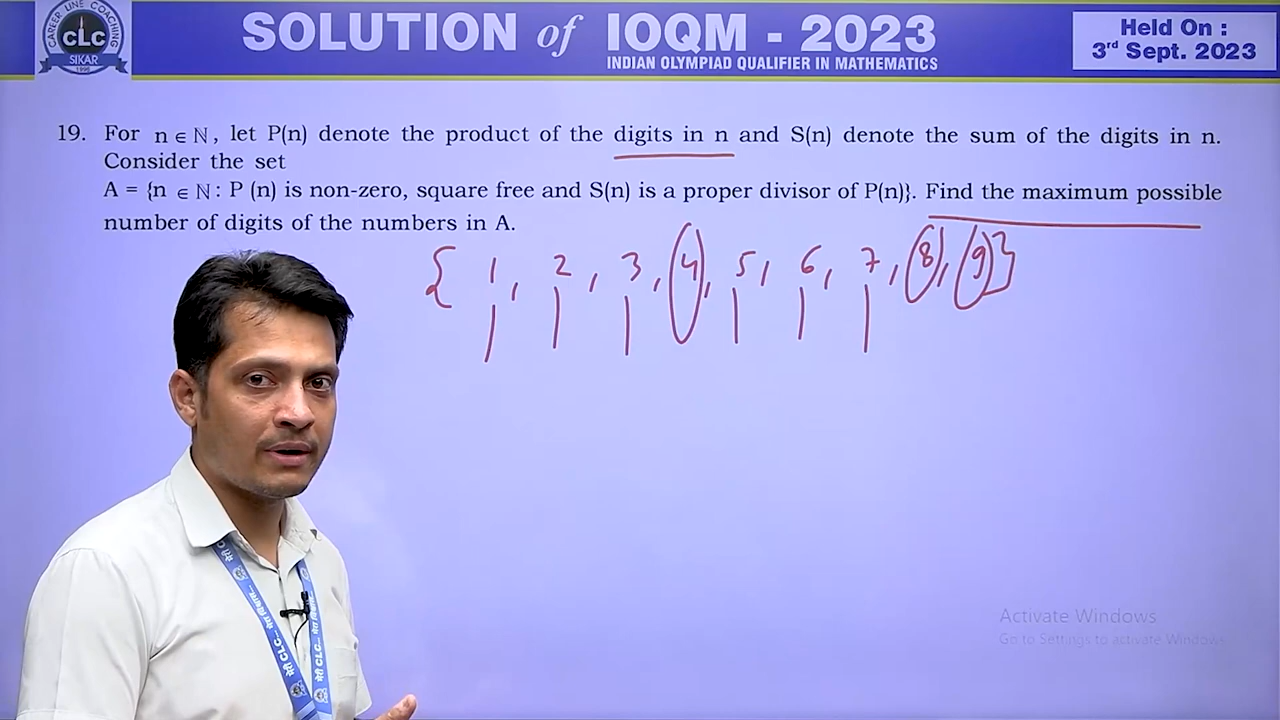 CAREER LINE COACHING
CLC
SIKAR
1996
SOLUTION of IOQM - 2023
INDIAN OLYMPIAD QUALIFIER IN MATHEMATICS
Held On :
3rd Sept. 2023
19. For n ∈ ℕ, let P(n) denote the product of the digits in n and S(n) denote the sum of the digits in n.
Consider the set
A = {n ∈ ℕ : P (n) is non-zero, square free and S(n) is a proper divisor of P(n)}. Find the maximum possible
number of digits of the numbers in A.
{ 1, 2, 3, 4, 5, 6, 7, 8, 9 }
Activate Windows
Go to Settings to activate Windows.